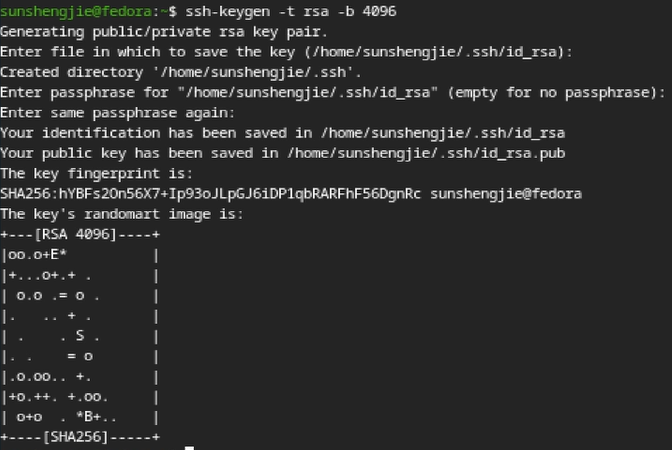 sunshengjie@fedora:~$ ssh-keygen -t rsa -b 4096
Generating public/private rsa key pair.
Enter file in which to save the key (/home/sunshengjie/.ssh/id_rsa):
Created directory '/home/sunshengjie/.ssh'.
Enter passphrase for "/home/sunshengjie/.ssh/id_rsa" (empty for no passphrase):
Enter same passphrase again:
Your identification has been saved in /home/sunshengjie/.ssh/id_rsa
Your public key has been saved in /home/sunshengjie/.ssh/id_rsa.pub
The key fingerprint is:
SHA256:hYBFs2On56X7+Ip93oJLpGJ6iDP1qbRARFhF56DgnRc sunshengjie@fedora
The key's randomart image is:
+---[RSA 4096]----+
|oo.o+E*          |
|+...o+.+ .       |
| o.o .= o .      |
|.   .. + .       |
| .    . S .      |
|. .    = o       |
|.o.oo.. +.       |
|+o.++. +.oo.     |
| o+o  . *B+..    |
+----[SHA256]-----+